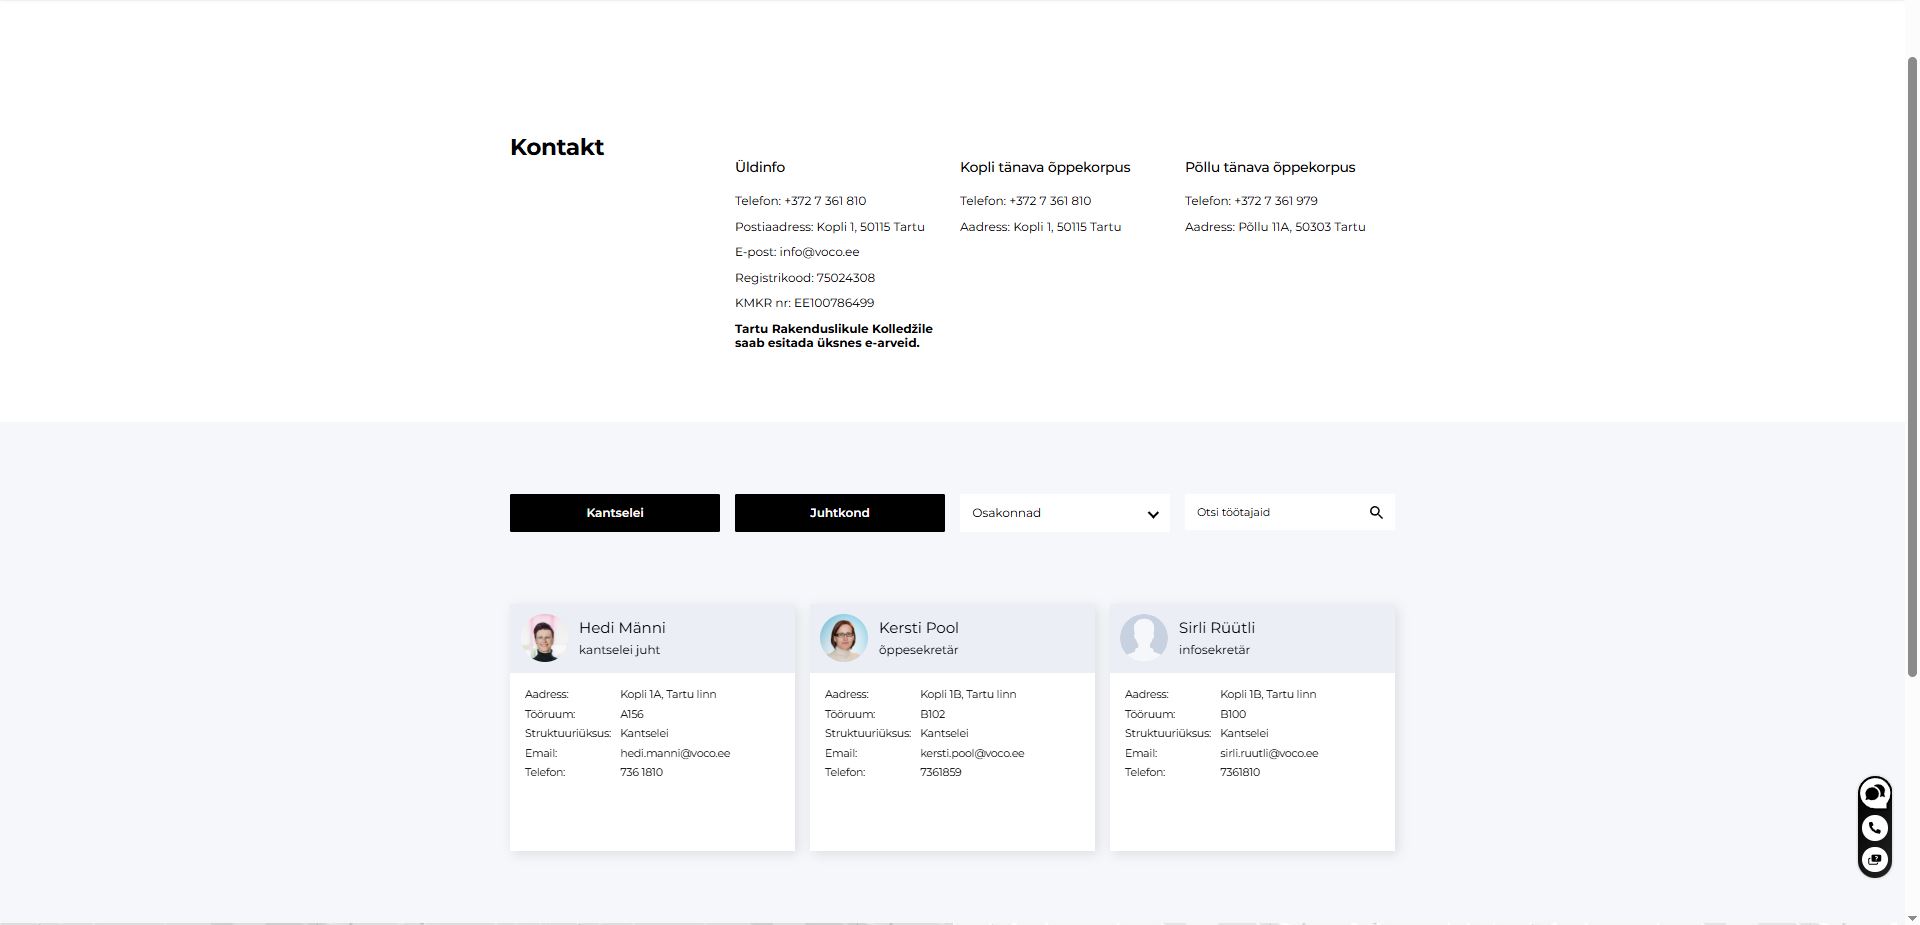 Kontakt
Üldinfo
Telefon: +372 7 361 810
Postiaadress: Kopli 1, 50115 Tartu
E-post: info@voco.ee
Registrikood: 75024308
KMKR nr: EE100786499
Tartu Rakenduslikule Kolledžile
saab esitada üksnes e-arveid.
Kopli tänava õppekorpus
Telefon: +372 7 361 810
Aadress: Kopli 1, 50115 Tartu
Põllu tänava õppekorpus
Telefon: +372 7 361 979
Aadress: Põllu 11A, 50303 Tartu
Kantselei
Juhtkond
Osakonnad
Otsi töötajaid
Hedi Männi
kantselei juht
Aadress: Kopli 1A, Tartu linn
Tööruum: A156
Struktuuriüksus: Kantselei
Email: hedi.manni@voco.ee
Telefon: 736 1810
Kersti Pool
õppesekretär
Aadress: Kopli 1B, Tartu linn
Tööruum: B102
Struktuuriüksus: Kantselei
Email: kersti.pool@voco.ee
Telefon: 7361859
Sirli Rüütli
infosekretär
Aadress: Kopli 1B, Tartu linn
Tööruum: B100
Struktuuriüksus: Kantselei
Email: sirli.ruutli@voco.ee
Telefon: 7361810